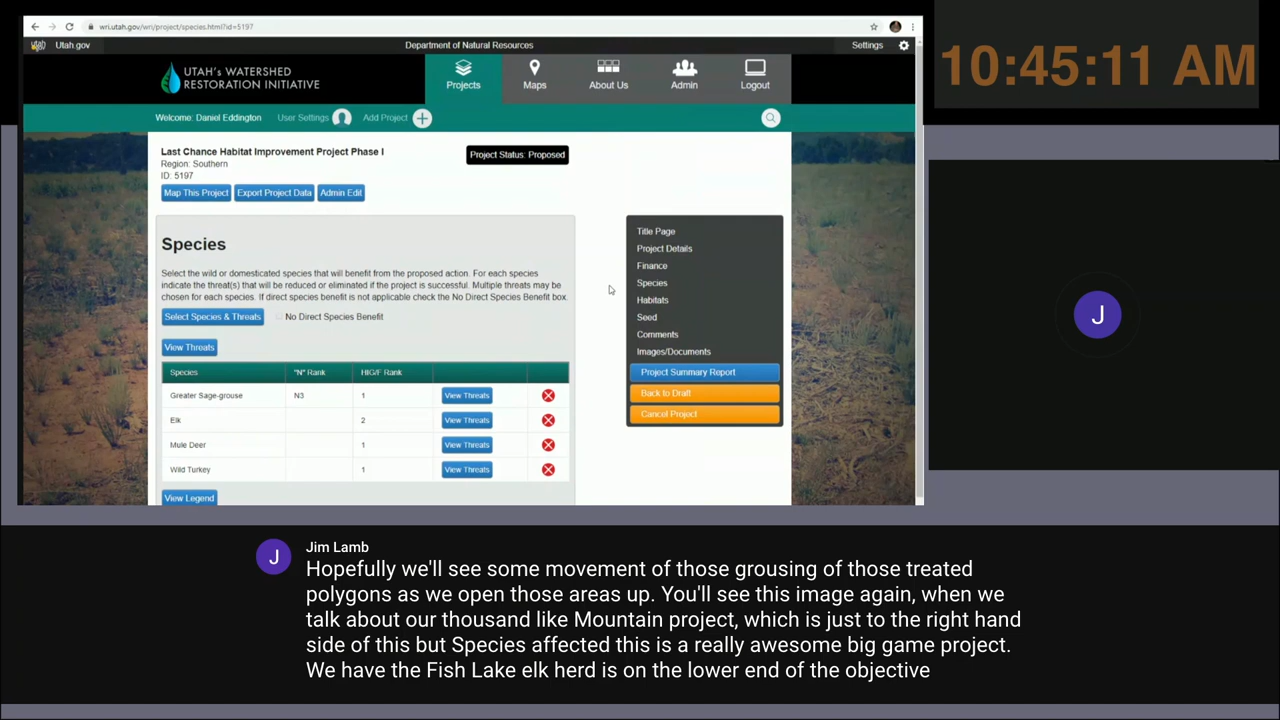 wri.utah.gov/wri/project/species.html?id=5197
Utah.gov
Department of Natural Resources
Settings
10:45:11 AM
UTAH'S WATERSHED
RESTORATION INITIATIVE
Projects
Maps
About Us
Admin
Logout
Welcome: Daniel Eddington
User Settings
Add Project
Last Chance Habitat Improvement Project Phase I
Region: Southern
ID: 5197
Project Status: Proposed
Map This Project
Export Project Data
Admin Edit
Species
Select the wild or domesticated species that will benefit from the proposed action. For each species
indicate the threat(s) that will be reduced or eliminated if the project is successful. Multiple threats may be
chosen for each species. If direct species benefit is not applicable check the No Direct Species Benefit box.
Select Species & Threats
No Direct Species Benefit
View Threats
Species "N" Rank HIG/F Rank
Greater Sage-grouse N3 1 View Threats
Elk 2 View Threats
Mule Deer 1 View Threats
Wild Turkey 1 View Threats
View Legend
Title Page
Project Details
Finance
Species
Habitats
Seed
Comments
Images/Documents
Project Summary Report
Back to Draft
Cancel Project
J
J
Jim Lamb
Hopefully we'll see some movement of those grousing of those treated
polygons as we open those areas up. You'll see this image again, when we
talk about our thousand like Mountain project, which is just to the right hand
side of this but Species affected this is a really awesome big game project.
We have the Fish Lake elk herd is on the lower end of the objective